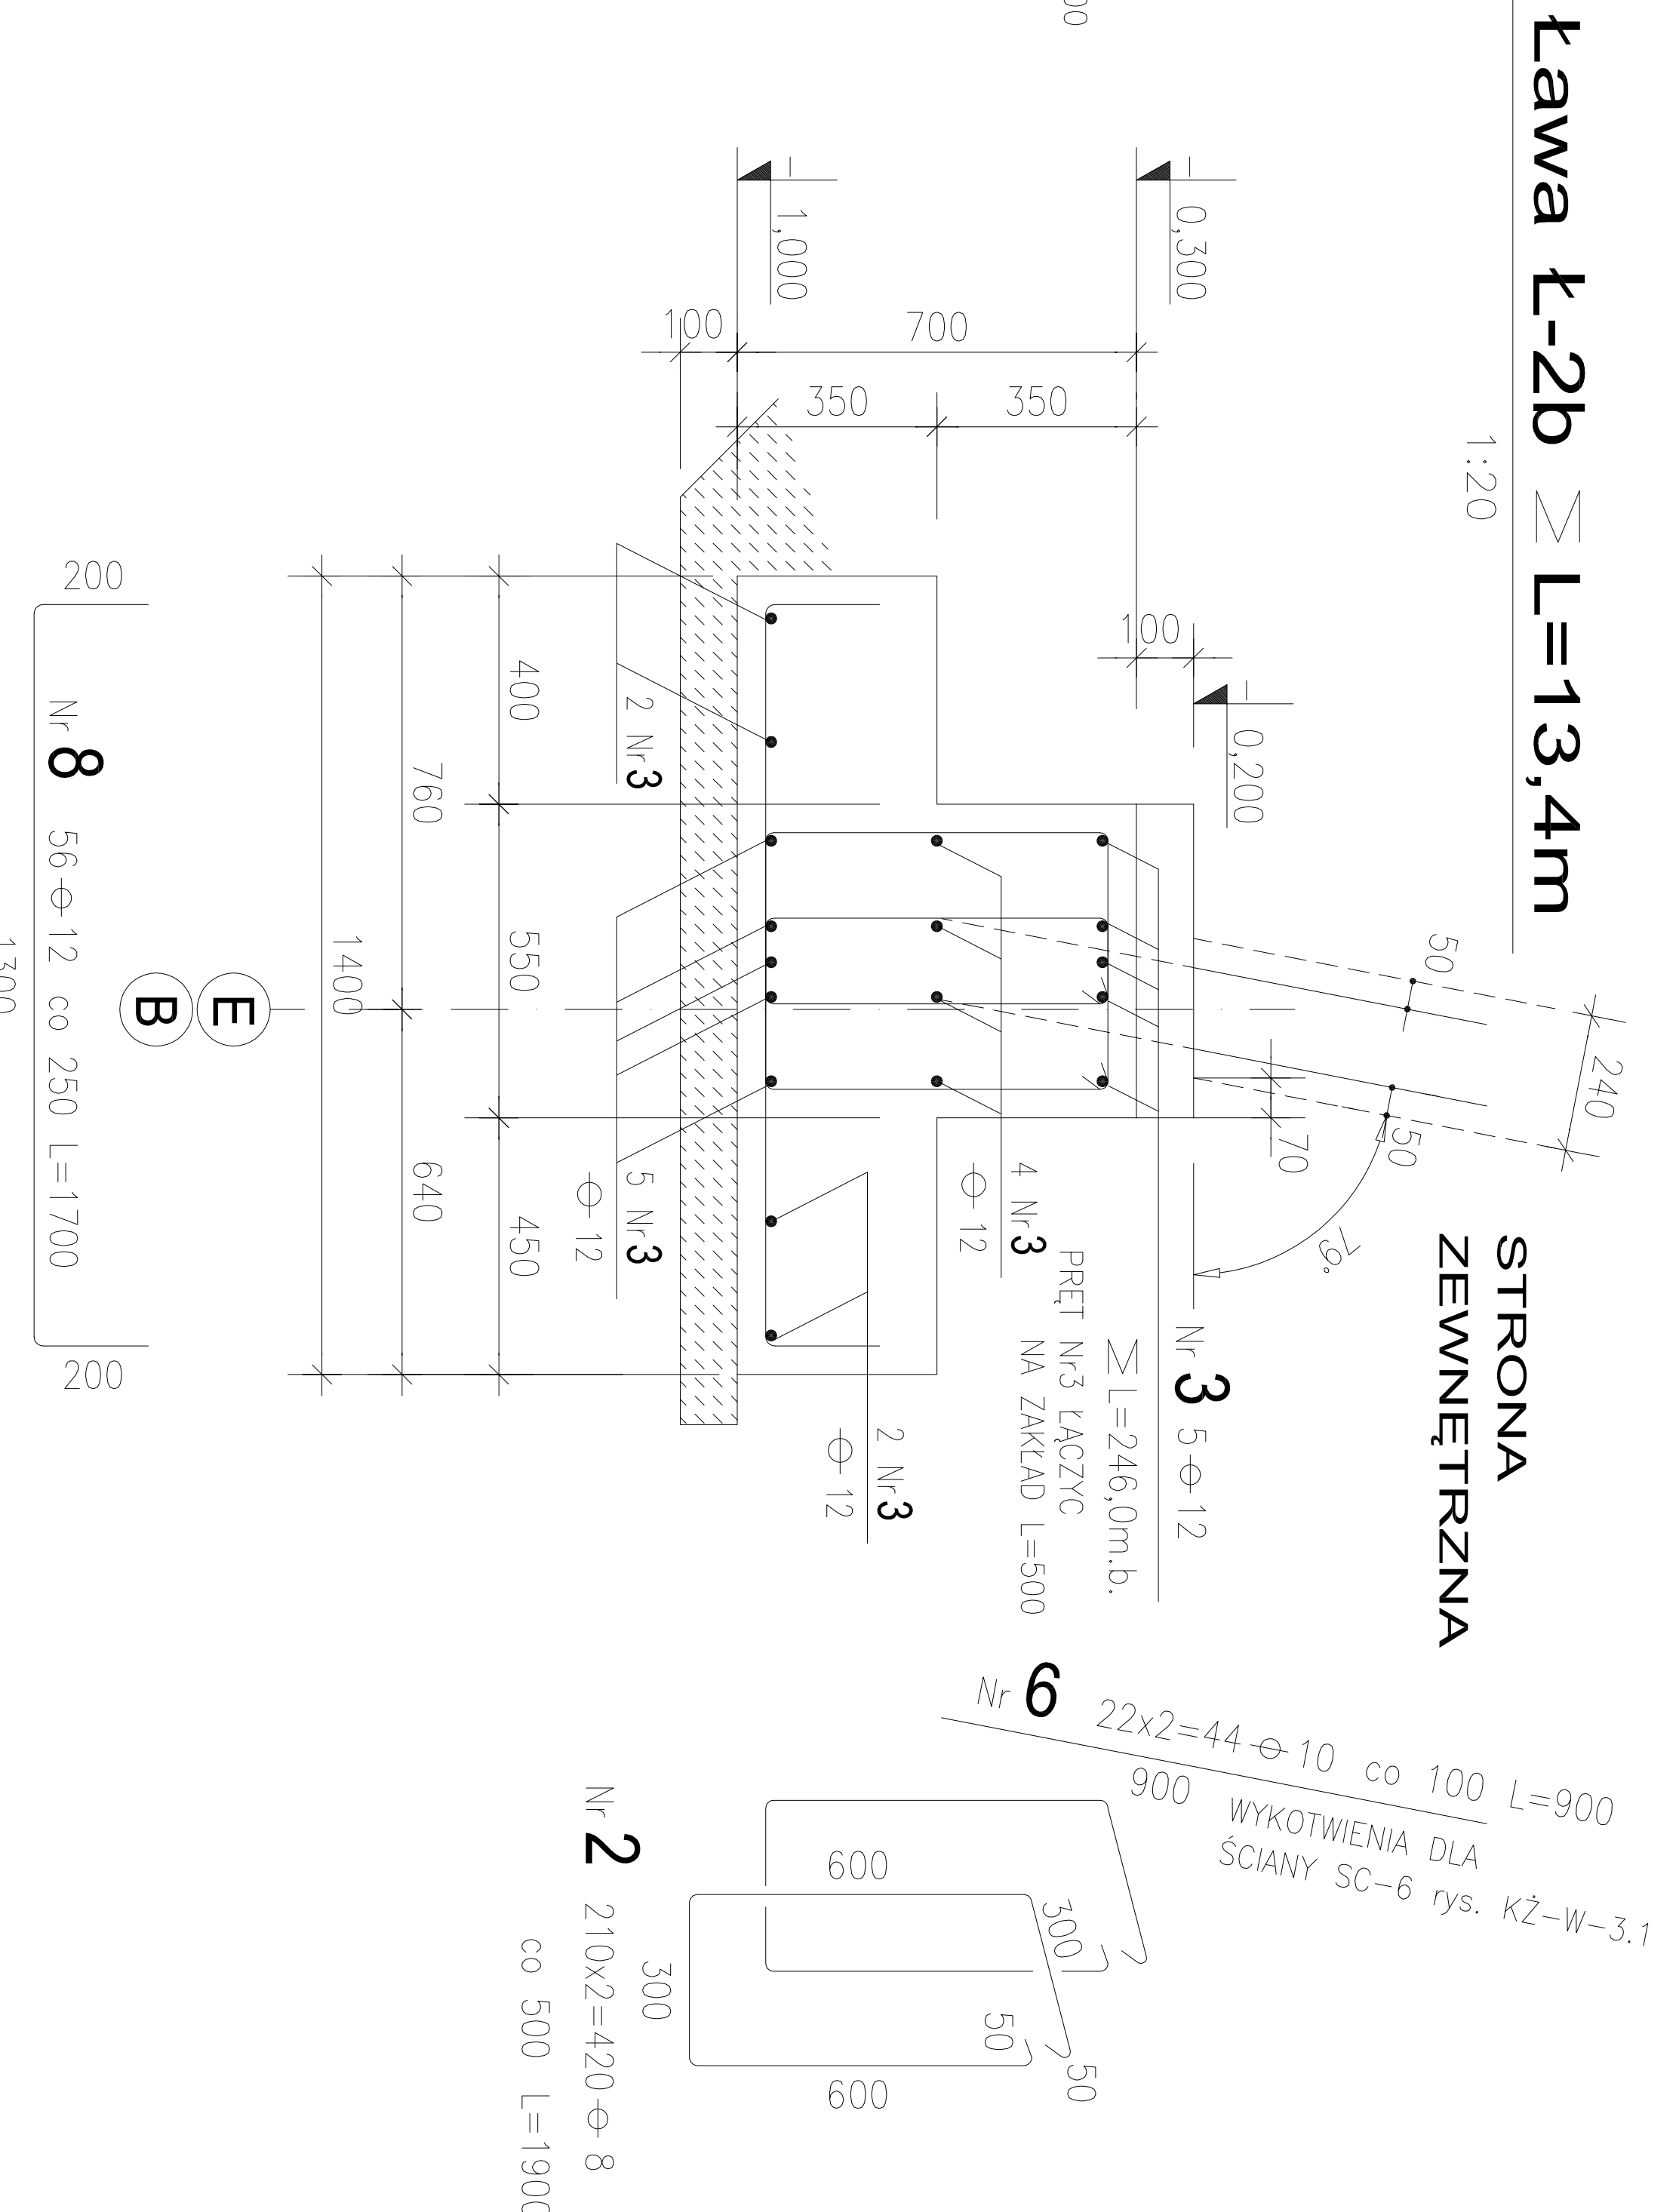 Ława Ł-2b Σ L=13,4m
1:20
00
- 0,300
- 1,000
- 0,200
100
700
350
350
100
50
240
50
70
79°
STRONA
ZEWNĘTRZNA
Nr 3 5 ⌀ 12
Σ L=246,0m.b.
PRĘT Nr3 ŁĄCZYC
NA ZAKŁAD L=500
4 Nr3
⌀ 12
2 Nr3
⌀ 12
2 Nr3
5 Nr3
⌀ 12
400
550
450
760
640
1400
E
B
200
Nr 8 56 ⌀ 12 co 250 L=1700
200
1300
Nr 6 22x2=44 ⌀ 10 co 100 L=900
900
WYKOTWIENIA DLA
ŚCIANY SC-6 rys. KŻ-W-3.1
600
300
50
50
600
300
Nr 2 210x2=420 ⌀ 8
co 500 L=1900